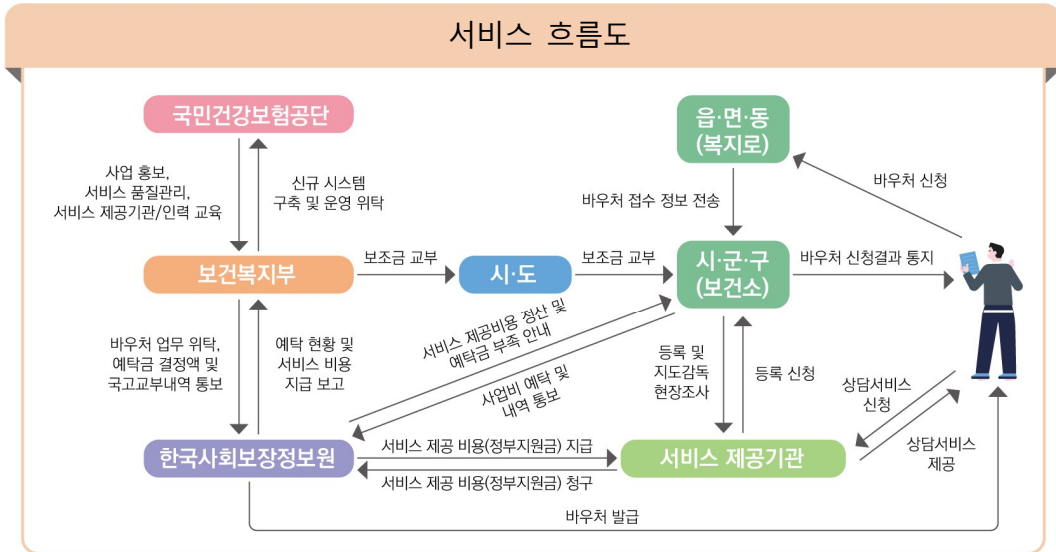 서비스 흐름도
국민건강보험공단
읍·면·동
(복지로)
사업 홍보,
서비스 품질관리,
서비스 제공기관/인력 교육
신규 시스템
구축 및 운영 위탁
바우처 접수 정보 전송
바우처 신청
보건복지부
보조금 교부
시·도
보조금 교부
시·군·구
(보건소)
바우처 신청결과 통지
바우처 업무 위탁,
예탁금 결정액 및
국고교부내역 통보
예탁 현황 및
서비스 비용
지급 보고
서비스 제공비용 정산 및
예탁금 부족 안내
사업비 예탁 및
내역 통보
등록 및
지도감독
현장조사
등록 신청
상담서비스
신청
상담서비스
제공
한국사회보장정보원
서비스 제공 비용(정부지원금) 지급
서비스 제공 비용(정부지원금) 청구
서비스 제공기관
바우처 발급